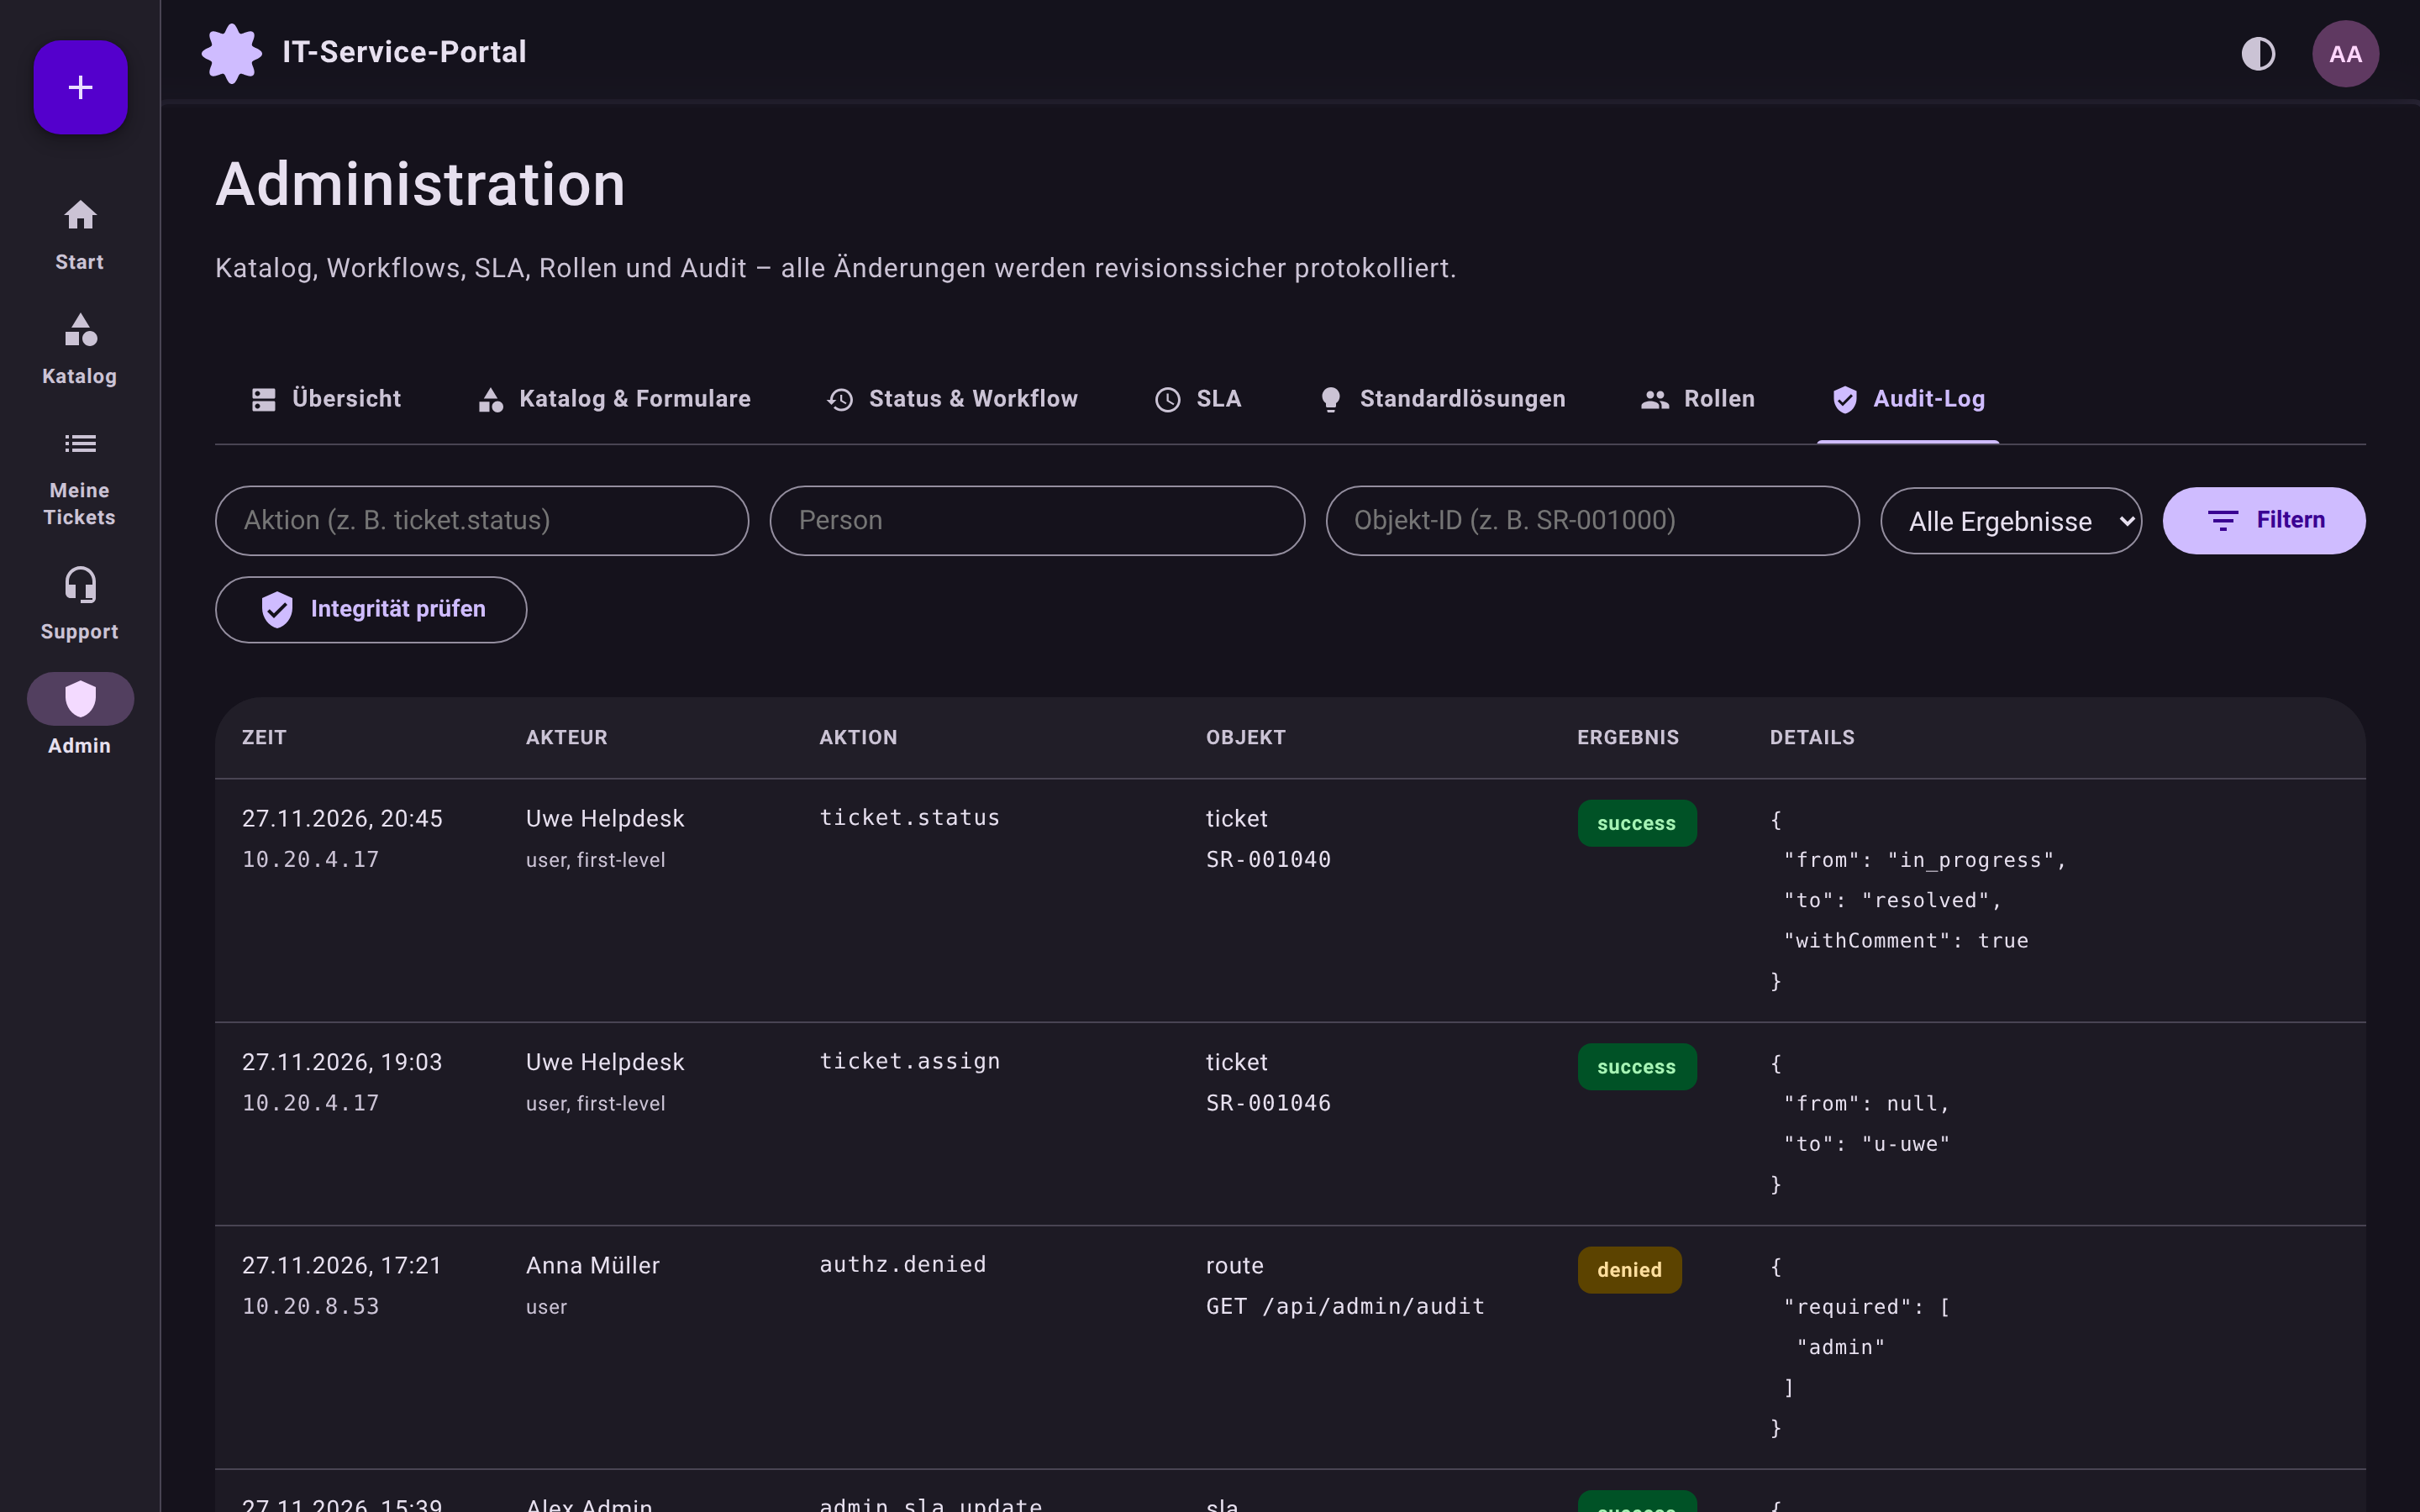 +
IT-Service-Portal
AA
Start
Katalog
Meine
Tickets
Support
Admin
Administration
Katalog, Workflows, SLA, Rollen und Audit – alle Änderungen werden revisionssicher protokolliert.
Übersicht Katalog & Formulare Status & Workflow SLA Standardlösungen Rollen Audit-Log
Aktion (z. B. ticket.status) Person Objekt-ID (z. B. SR-001000) Alle Ergebnisse Filtern
Integrität prüfen
ZEIT AKTEUR AKTION OBJEKT ERGEBNIS DETAILS
27.11.2026, 20:45 Uwe Helpdesk ticket.status ticket success {
10.20.4.17 user, first-level SR-001040 "from": "in_progress",
"to": "resolved",
"withComment": true
}
27.11.2026, 19:03 Uwe Helpdesk ticket.assign ticket success {
10.20.4.17 user, first-level SR-001046 "from": null,
"to": "u-uwe"
}
27.11.2026, 17:21 Anna Müller authz.denied route denied {
10.20.8.53 user GET /api/admin/audit "required": [
"admin"
]
}
27.11.2026, 15:39 Alex Admin admin.sla.update sla success {